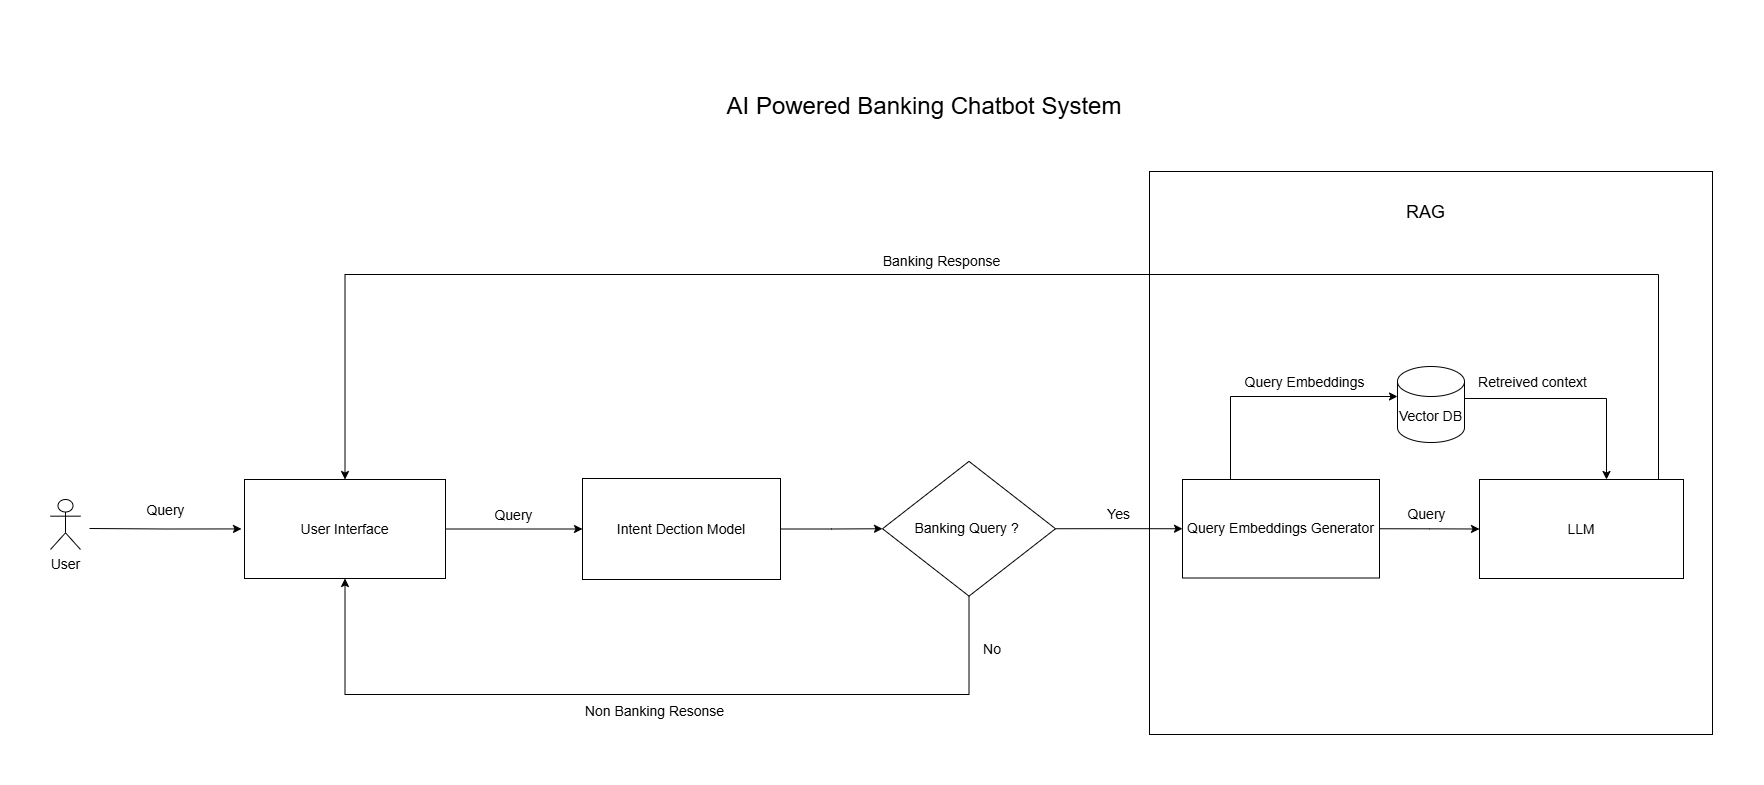 AI Powered Banking Chatbot System
RAG
Banking Response
Query Embeddings
Retreived context
Vector DB
Query
User
User Interface
Query
Intent Dection Model
Banking Query ?
Yes
Query Embeddings Generator
Query
LLM
No
Non Banking Resonse